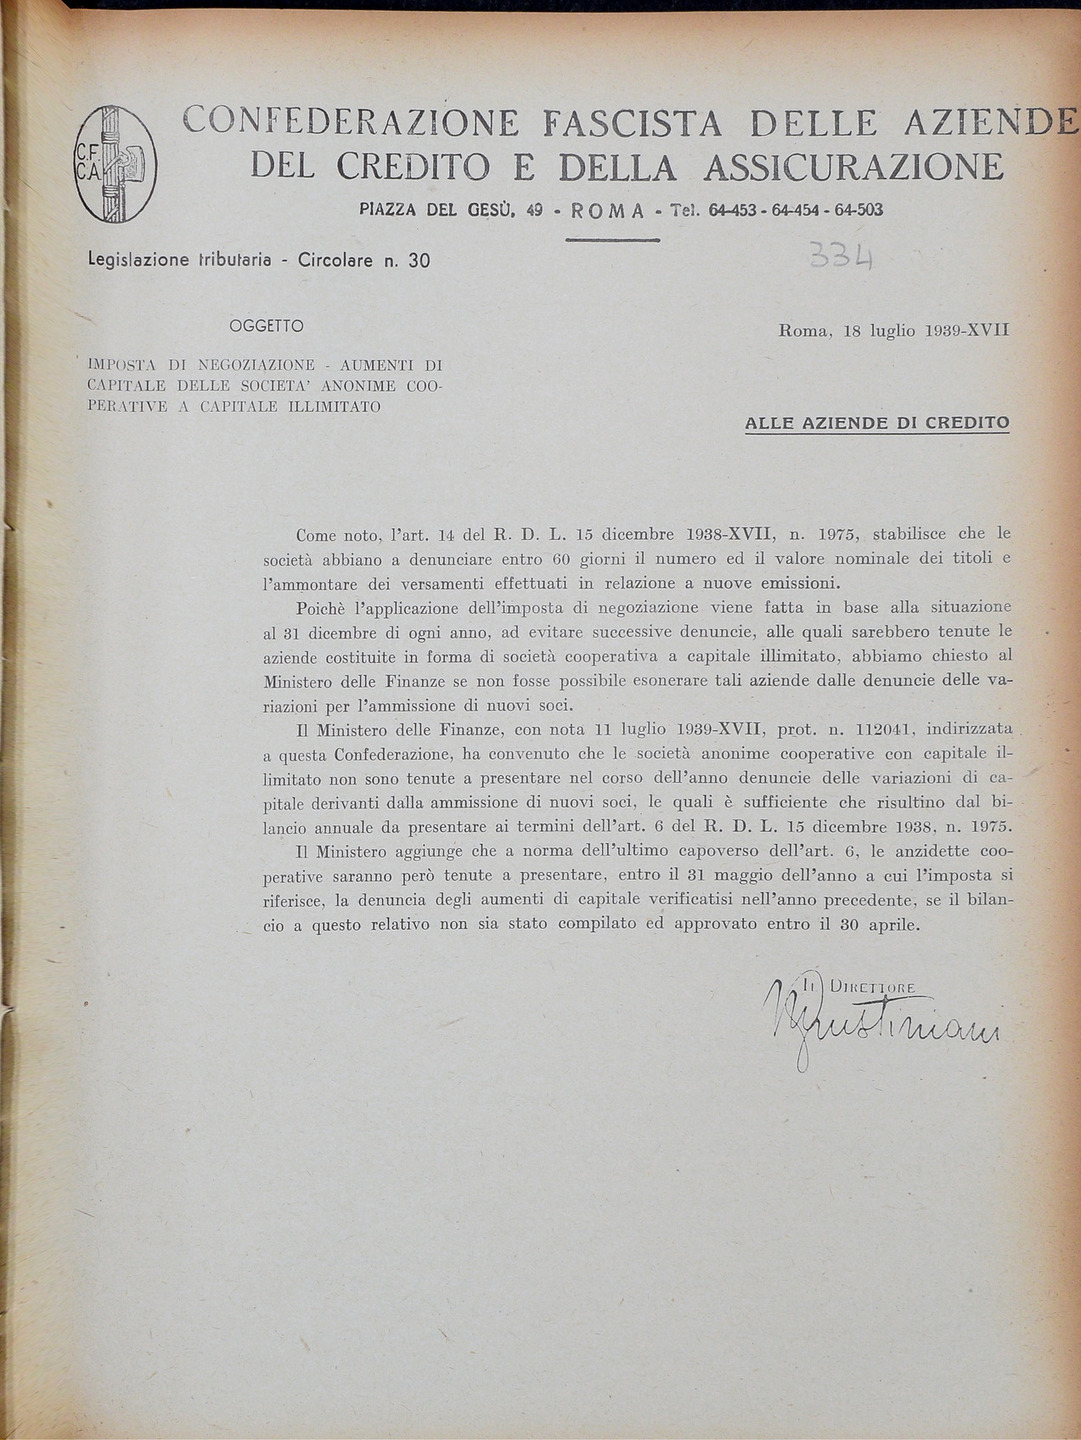 C.F.
C.A.
CONFEDERAZIONE FASCISTA DELLE AZIENDE
DEL CREDITO E DELLA ASSICURAZIONE
PIAZZA DEL GESÙ, 49 - ROMA - Tel. 64-453 - 64-454 - 64-503
Legislazione tributaria - Circolare n. 30
334
OGGETTO
Roma, 18 luglio 1939-XVII
IMPOSTA DI NEGOZIAZIONE - AUMENTI DI
CAPITALE DELLE SOCIETA' ANONIME COO-
PERATIVE A CAPITALE ILLIMITATO
ALLE AZIENDE DI CREDITO
Come noto, l'art. 14 del R. D. L. 15 dicembre 1938-XVII, n. 1975, stabilisce che le
società abbiano a denunciare entro 60 giorni il numero ed il valore nominale dei titoli e
l'ammontare dei versamenti effettuati in relazione a nuove emissioni.
Poichè l'applicazione dell'imposta di negoziazione viene fatta in base alla situazione
al 31 dicembre di ogni anno, ad evitare successive denuncie, alle quali sarebbero tenute le
aziende costituite in forma di società cooperativa a capitale illimitato, abbiamo chiesto al
Ministero delle Finanze se non fosse possibile esonerare tali aziende dalle denuncie delle va-
riazioni per l'ammissione di nuovi soci.
Il Ministero delle Finanze, con nota 11 luglio 1939-XVII, prot. n. 112041, indirizzata
a questa Confederazione, ha convenuto che le società anonime cooperative con capitale il-
limitato non sono tenute a presentare nel corso dell'anno denuncie delle variazioni di ca-
pitale derivanti dalla ammissione di nuovi soci, le quali è sufficiente che risultino dal bi-
lancio annuale da presentare ai termini dell'art. 6 del R. D. L. 15 dicembre 1938, n. 1975.
Il Ministero aggiunge che a norma dell'ultimo capoverso dell'art. 6, le anzidette coo-
perative saranno però tenute a presentare, entro il 31 maggio dell'anno a cui l'imposta si
riferisce, la denuncia degli aumenti di capitale verificatisi nell'anno precedente, se il bilan-
cio a questo relativo non sia stato compilato ed approvato entro il 30 aprile.
Il DIRETTORE
Giustiniani